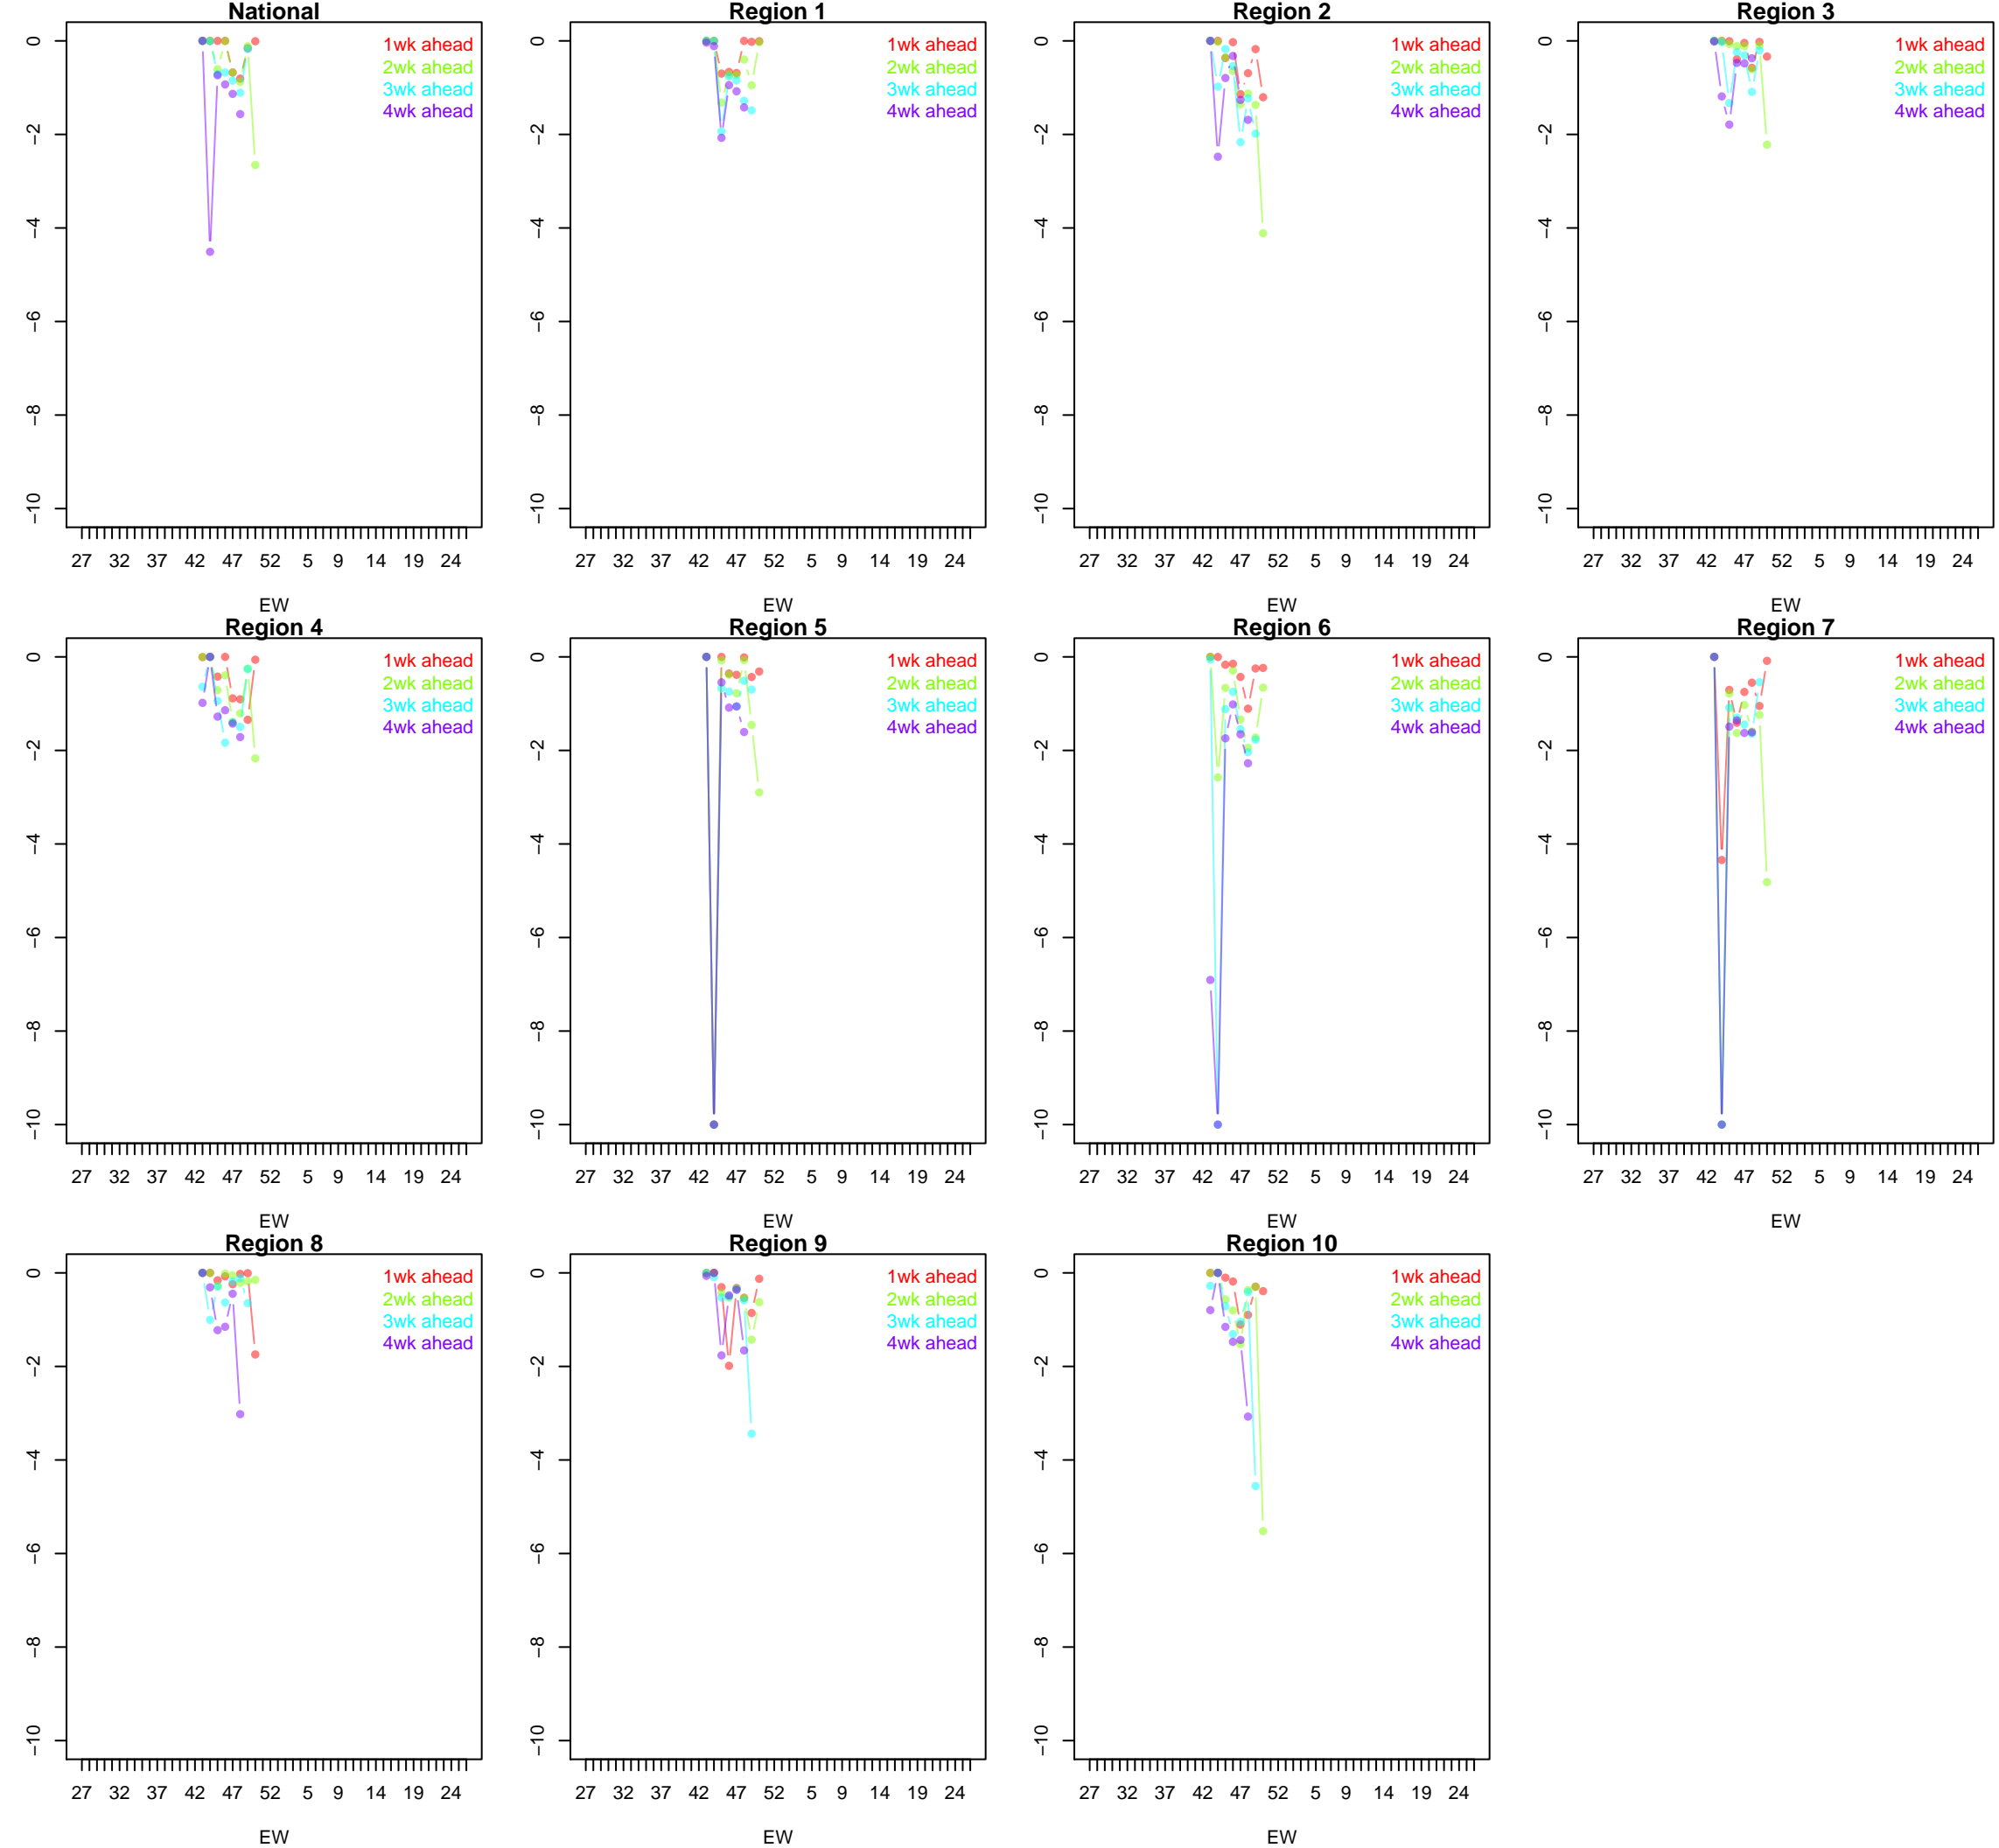 National
0
−2
−4
−6
−8
−10
1wk ahead
2wk ahead
3wk ahead
4wk ahead
27 32 37 42 47 52 5 9 14 19 24
EW
Region 1
0
−2
−4
−6
−8
−10
1wk ahead
2wk ahead
3wk ahead
4wk ahead
27 32 37 42 47 52 5 9 14 19 24
EW
Region 2
0
−2
−4
−6
−8
−10
1wk ahead
2wk ahead
3wk ahead
4wk ahead
27 32 37 42 47 52 5 9 14 19 24
EW
Region 3
0
−2
−4
−6
−8
−10
1wk ahead
2wk ahead
3wk ahead
4wk ahead
27 32 37 42 47 52 5 9 14 19 24
EW
Region 4
0
−2
−4
−6
−8
−10
1wk ahead
2wk ahead
3wk ahead
4wk ahead
27 32 37 42 47 52 5 9 14 19 24
EW
Region 5
0
−2
−4
−6
−8
−10
1wk ahead
2wk ahead
3wk ahead
4wk ahead
27 32 37 42 47 52 5 9 14 19 24
EW
Region 6
0
−2
−4
−6
−8
−10
1wk ahead
2wk ahead
3wk ahead
4wk ahead
27 32 37 42 47 52 5 9 14 19 24
EW
Region 7
0
−2
−4
−6
−8
−10
1wk ahead
2wk ahead
3wk ahead
4wk ahead
27 32 37 42 47 52 5 9 14 19 24
EW
Region 8
0
−2
−4
−6
−8
−10
1wk ahead
2wk ahead
3wk ahead
4wk ahead
27 32 37 42 47 52 5 9 14 19 24
EW
Region 9
0
−2
−4
−6
−8
−10
1wk ahead
2wk ahead
3wk ahead
4wk ahead
27 32 37 42 47 52 5 9 14 19 24
EW
Region 10
0
−2
−4
−6
−8
−10
1wk ahead
2wk ahead
3wk ahead
4wk ahead
27 32 37 42 47 52 5 9 14 19 24
EW